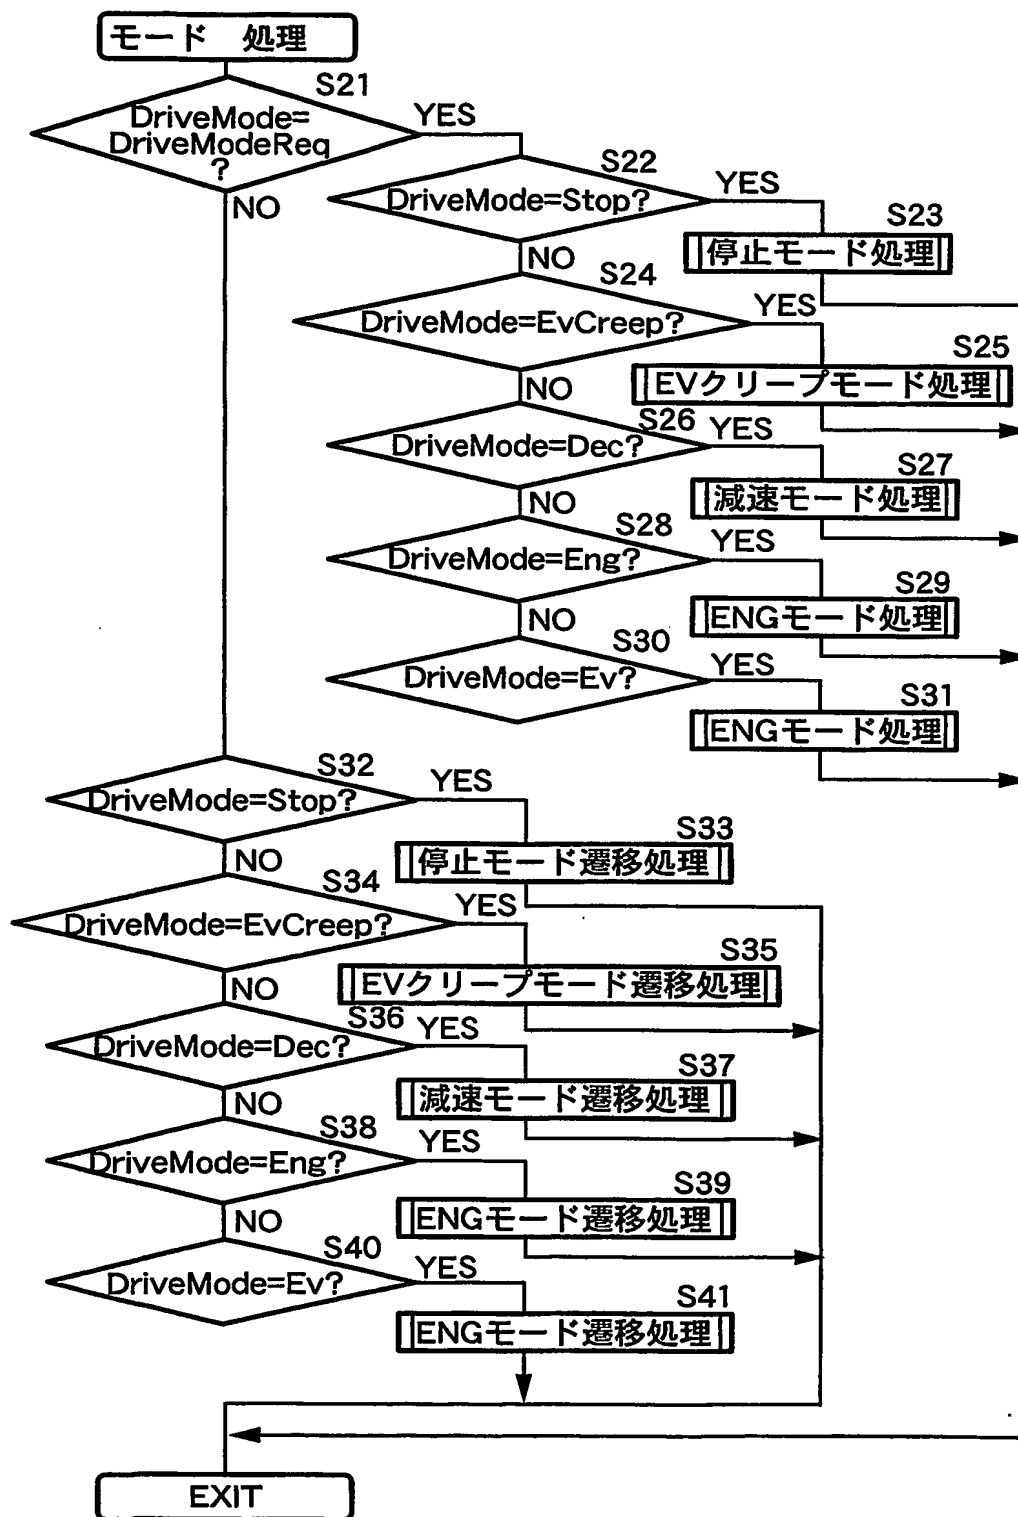 モード 処理
S21
DriveMode=
DriveModeReq
?
YES
NO
S22
DriveMode=Stop?
YES
S23
停止モード処理
NO
S24
DriveMode=EvCreep?
YES
S25
EVクリープモード処理
NO
S26
DriveMode=Dec?
YES
S27
減速モード処理
NO
S28
DriveMode=Eng?
YES
S29
ENGモード処理
NO
S30
DriveMode=Ev?
YES
S31
ENGモード処理
S32
DriveMode=Stop?
YES
S33
停止モード遷移処理
NO
S34
DriveMode=EvCreep?
YES
S35
EVクリープモード遷移処理
NO
S36
DriveMode=Dec?
YES
S37
減速モード遷移処理
NO
S38
DriveMode=Eng?
YES
S39
ENGモード遷移処理
NO
S40
DriveMode=Ev?
YES
S41
ENGモード遷移処理
EXIT